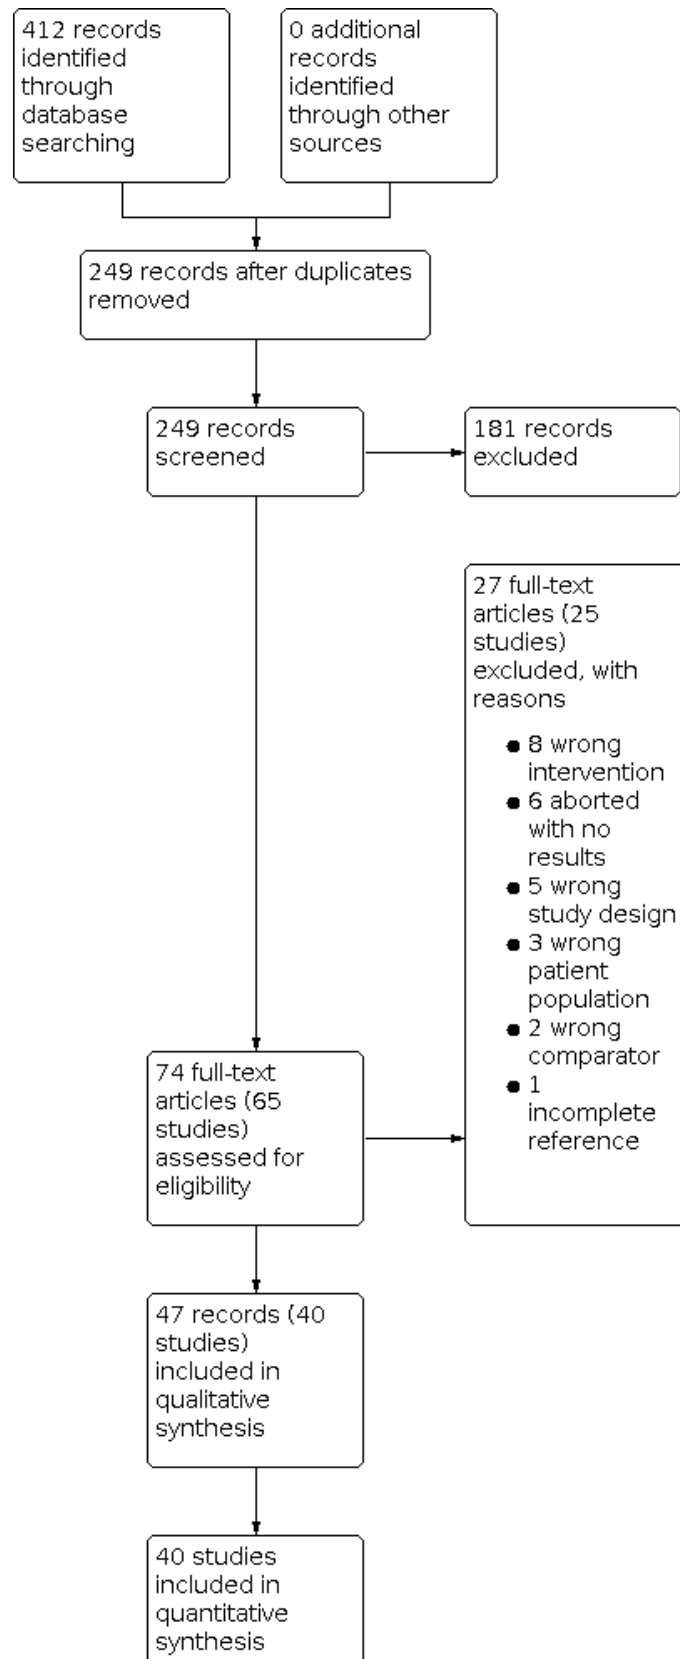 412 records
identified
through
database
searching
0 additional
records
identified
through other
sources
249 records after duplicates
removed
249 records
screened
181 records
excluded
27 full-text
articles (25
studies)
excluded, with
reasons
● 8 wrong
intervention
● 6 aborted
with no
results
● 5 wrong
study design
● 3 wrong
patient
population
● 2 wrong
comparator
● 1
incomplete
reference
74 full-text
articles (65
studies)
assessed for
eligibility
47 records (40
studies)
included in
qualitative
synthesis
40 studies
included in
quantitative
synthesis